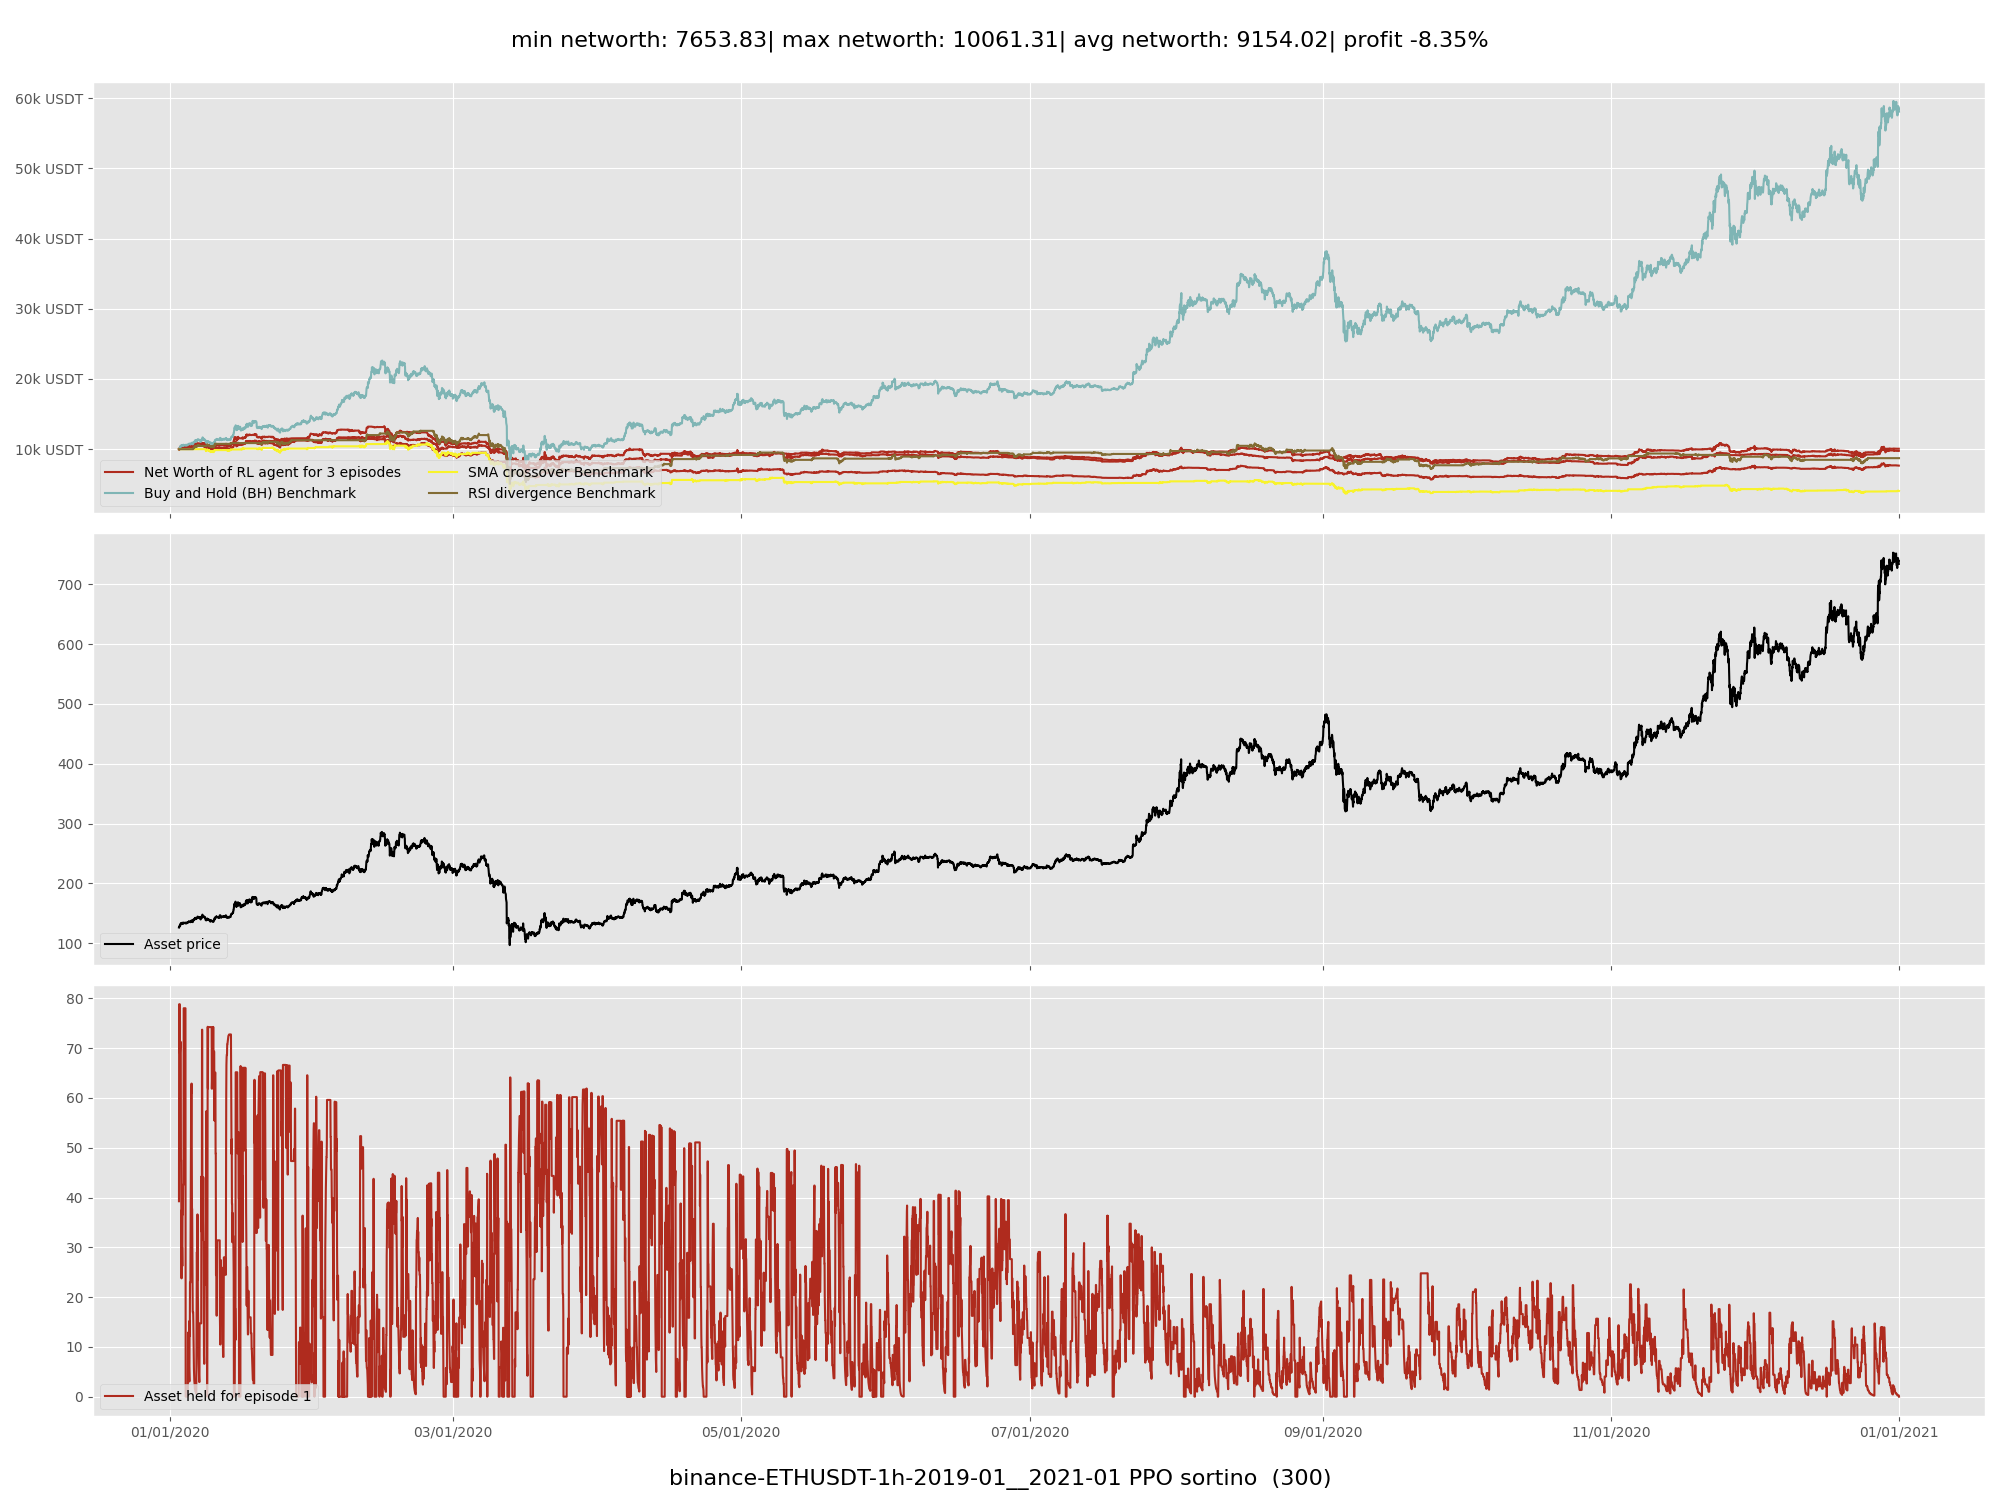 min networth: 7653.83| max networth: 10061.31| avg networth: 9154.02| profit -8.35%
60k USDT
50k USDT
40k USDT
30k USDT
20k USDT
10k USDT
Net Worth of RL agent for 3 episodes
Buy and Hold (BH) Benchmark
SMA crossover Benchmark
RSI divergence Benchmark
700
600
500
400
300
200
100
Asset price
80
70
60
50
40
30
20
10
0
Asset held for episode 1
01/01/2020 03/01/2020 05/01/2020 07/01/2020 09/01/2020 11/01/2020 01/01/2021
binance-ETHUSDT-1h-2019-01__2021-01 PPO sortino (300)